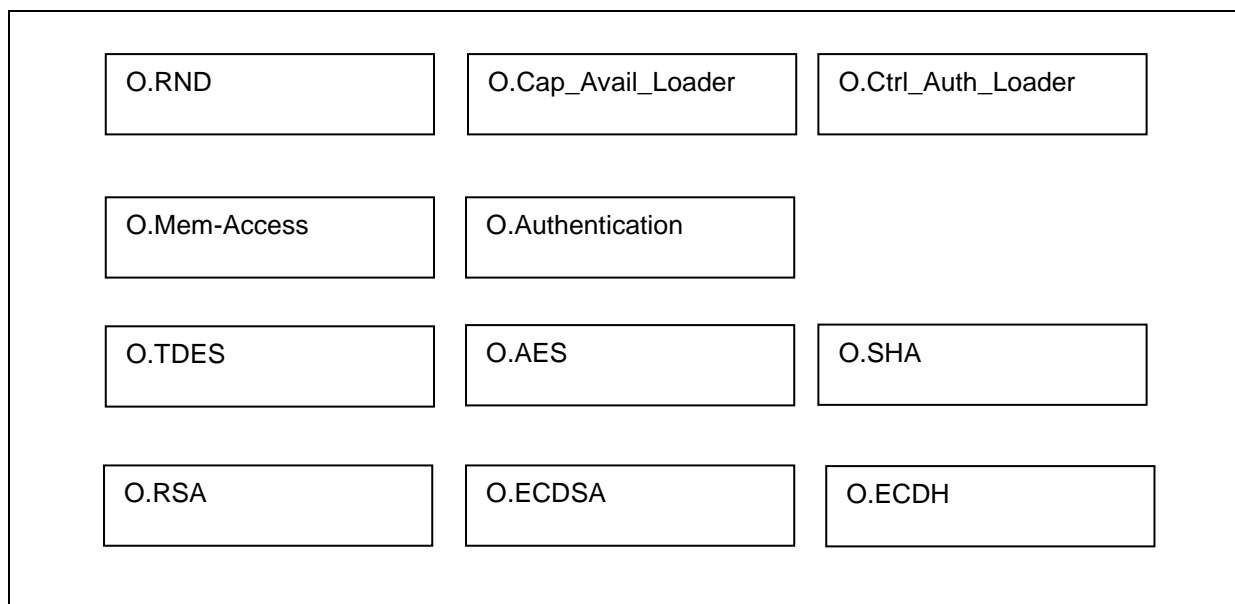 O.RND
O.Cap_Avail_Loader
O.Ctrl_Auth_Loader
O.Mem-Access
O.Authentication
O.TDES
O.AES
O.SHA
O.RSA
O.ECDSA
O.ECDH